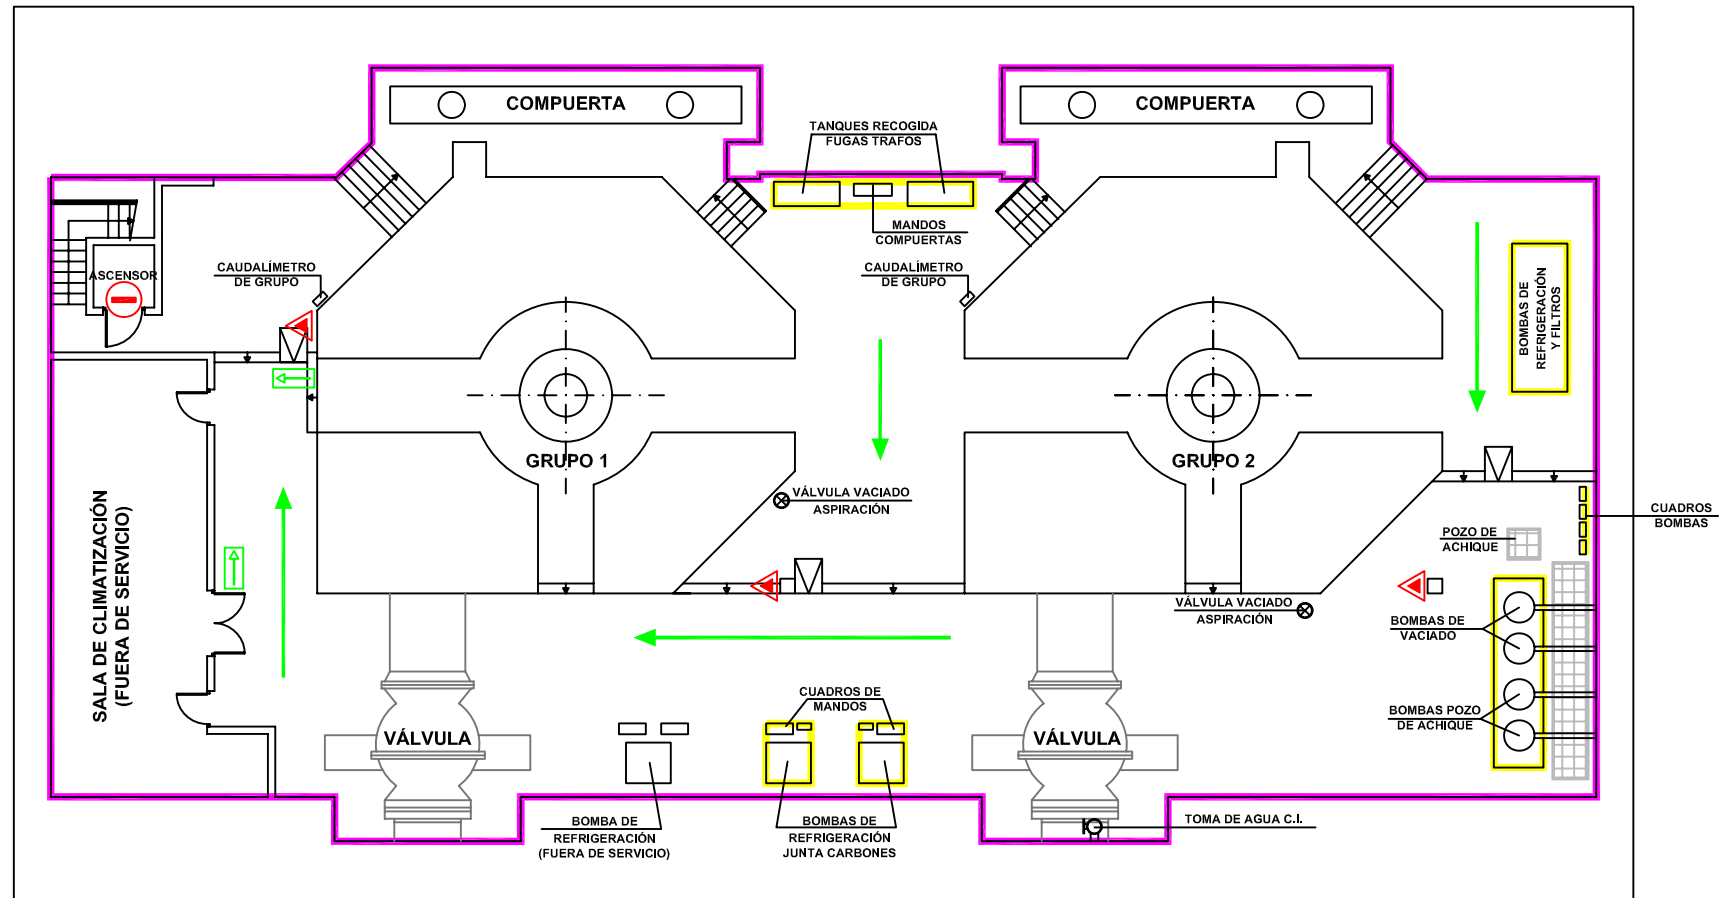 COMPUERTA
COMPUERTA
TANQUES RECOGIDA
FUGAS TRAFOS
MANDOS
COMPUERTAS
ASCENSOR
CAUDALÍMETRO
DE GRUPO
CAUDALÍMETRO
DE GRUPO
BOMBAS DE
REFRIGERACIÓN
Y FILTROS
GRUPO 1
GRUPO 2
VÁLVULA VACIADO
ASPIRACIÓN
CUADROS
BOMBAS
POZO DE
ACHIQUE
SALA DE CLIMATIZACIÓN
(FUERA DE SERVICIO)
VÁLVULA VACIADO
ASPIRACIÓN
BOMBAS DE
VACIADO
CUADROS DE
MANDOS
BOMBAS POZO
DE ACHIQUE
VÁLVULA
VÁLVULA
BOMBA DE
REFRIGERACIÓN
(FUERA DE SERVICIO)
BOMBAS DE
REFRIGERACIÓN
JUNTA CARBONES
TOMA DE AGUA C.I.